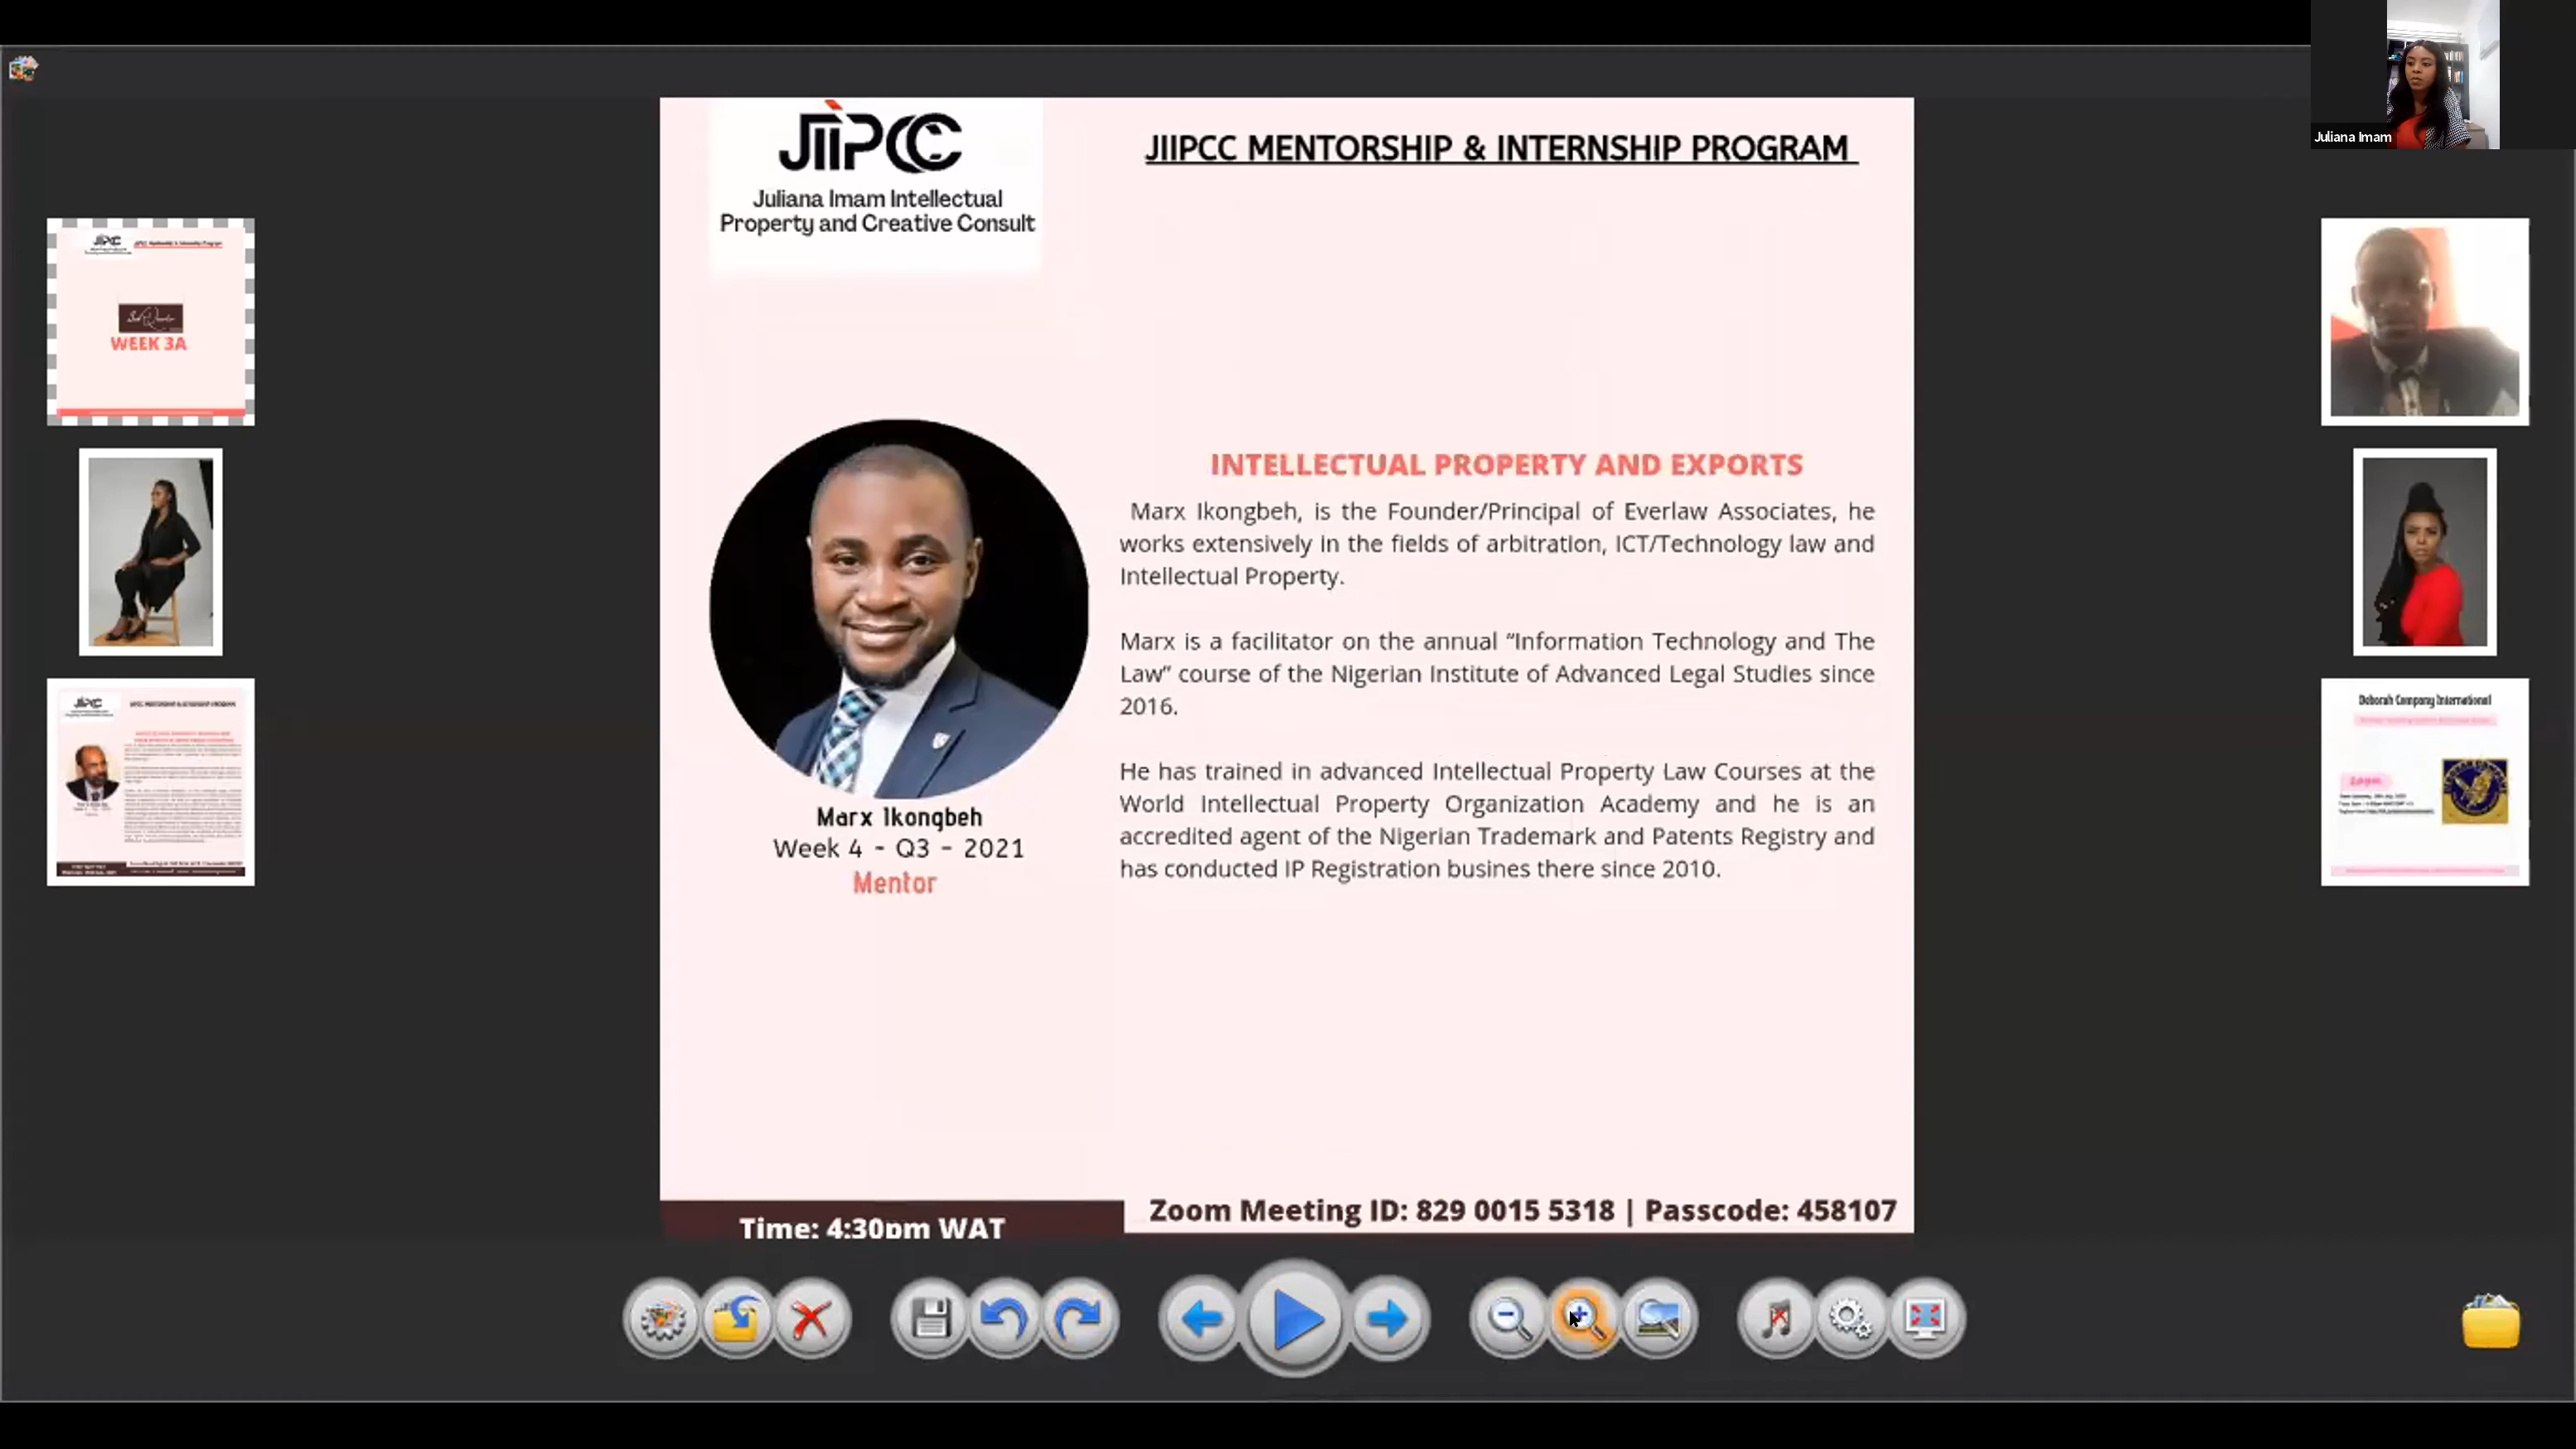 Juliana Imam
JIIPCC
Juliana Imam Intellectual
Property and Creative Consult
JIIPCC MENTORSHIP & INTERNSHIP PROGRAM
WEEK 3A
INTELLECTUAL PROPERTY AND EXPORTS
Marx Ikongbeh, is the Founder/Principal of Everlaw Associates, he
works extensively in the fields of arbitration, ICT/Technology law and
Intellectual Property.
Marx is a facilitator on the annual “Information Technology and The
Law” course of the Nigerian Institute of Advanced Legal Studies since
2016.
He has trained in advanced Intellectual Property Law Courses at the
World Intellectual Property Organization Academy and he is an
accredited agent of the Nigerian Trademark and Patents Registry and
has conducted IP Registration busines there since 2010.
Marx Ikongbeh
Week 4 - Q3 - 2021
Mentor
Deborah Company International
Time: 4:30pm WAT
Zoom Meeting ID: 829 0015 5318 | Passcode: 458107